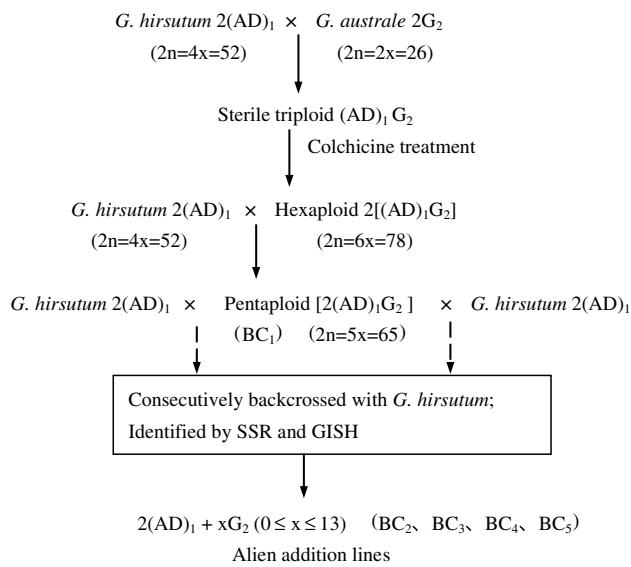 G. hirsutum 2(AD)₁ × G. australe 2G₂
(2n=4x=52) (2n=2x=26)
Sterile triploid (AD)₁ G₂
Colchicine treatment
G. hirsutum 2(AD)₁ × Hexaploid 2[(AD)₁G₂]
(2n=4x=52) (2n=6x=78)
G. hirsutum 2(AD)₁ × Pentaploid [2(AD)₁G₂ ] × G. hirsutum 2(AD)₁
(BC₁) (2n=5x=65)
Consecutively backcrossed with G. hirsutum;
Identified by SSR and GISH
2(AD)₁ + xG₂ (0 ≤ x ≤ 13) (BC₂、BC₃、BC₄、BC₅)
Alien addition lines